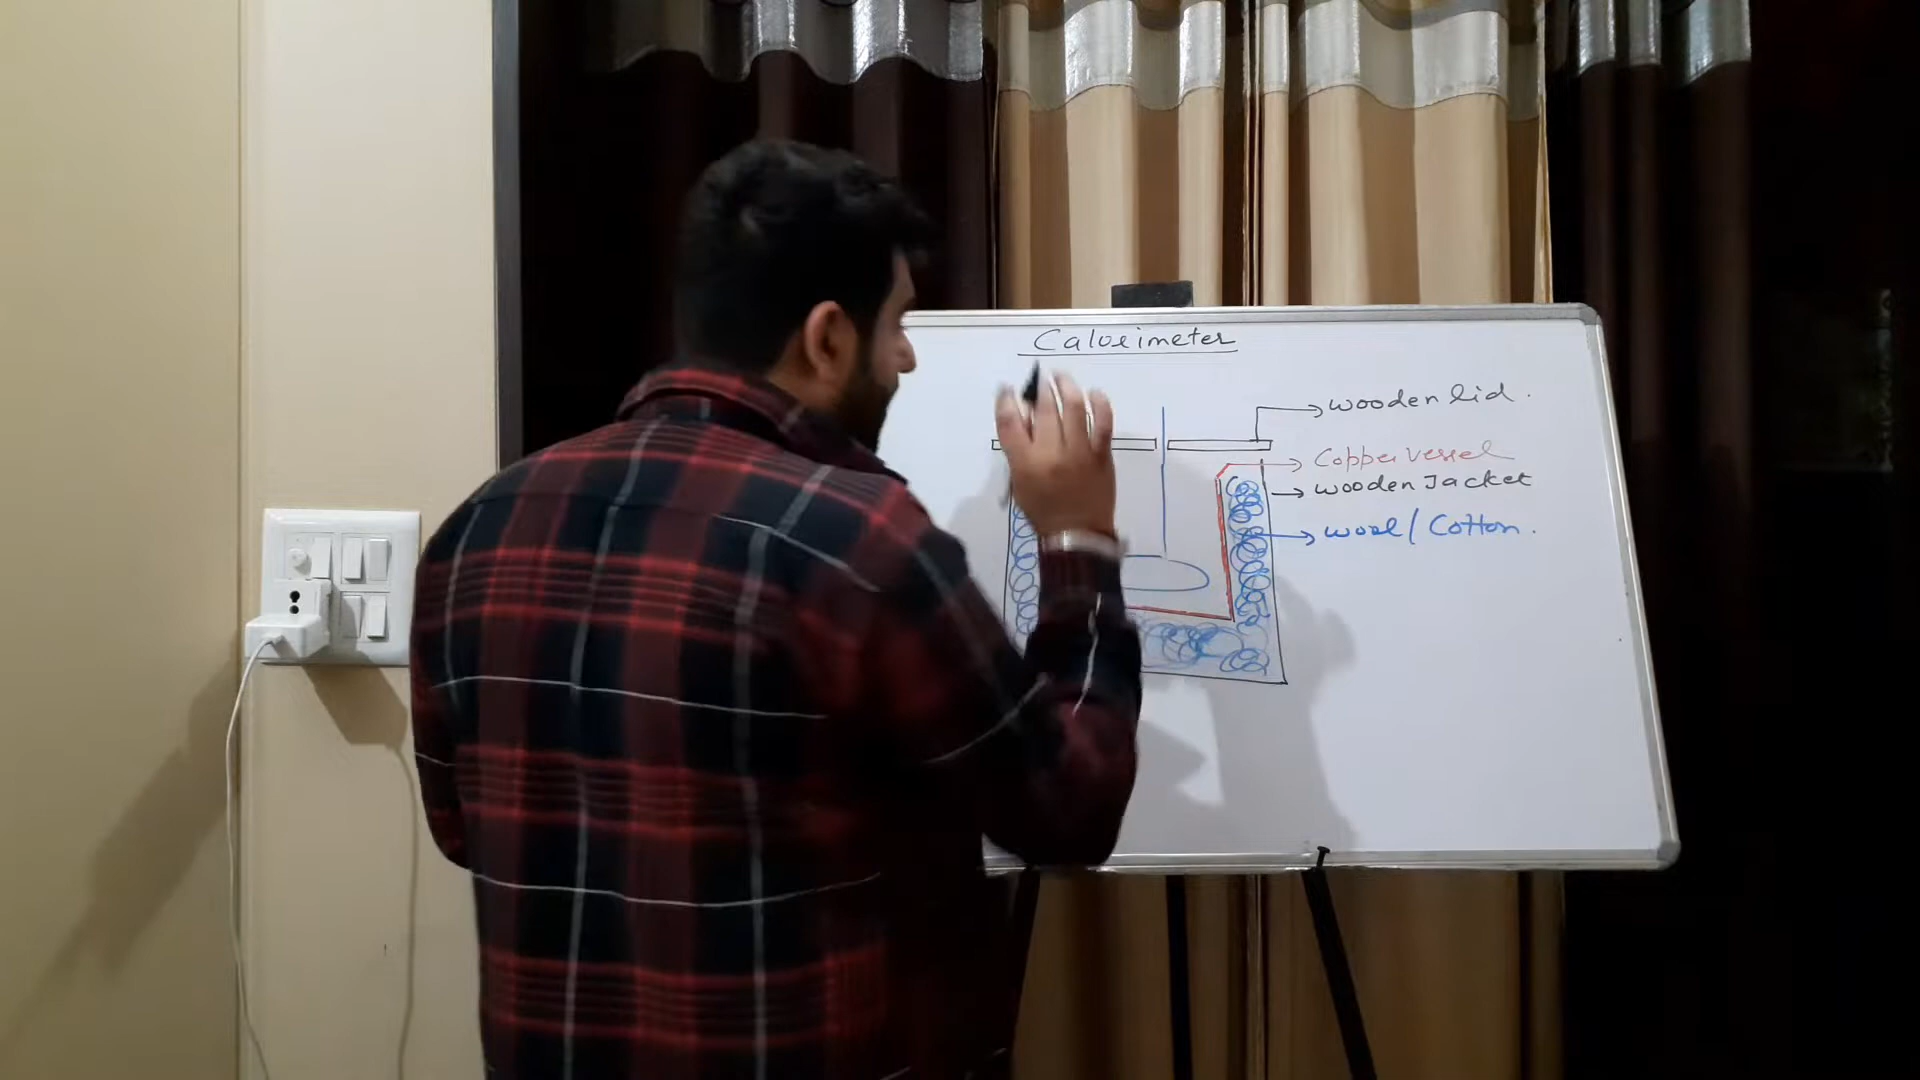 Calorimeter
wooden lid.
Copper vessel
wooden Jacket
wool / Cotton.